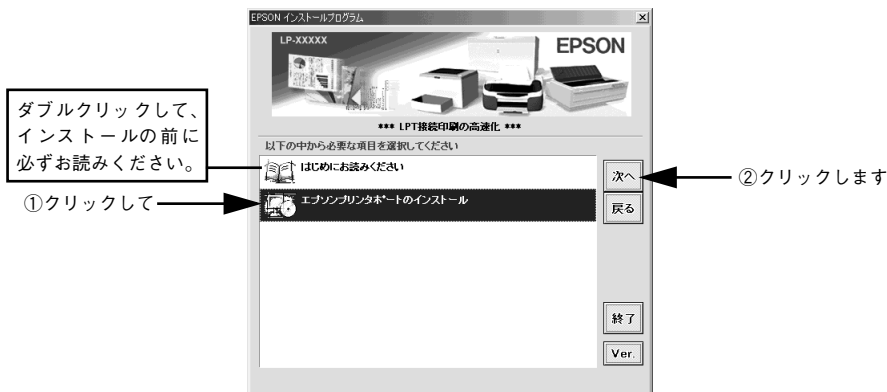 EPSON インストールプログラム
LP-XXXXX
EPSON
*** LPT接続印刷の高速化 ***
以下の中から必要な項目を選択してください
ダブルクリックして、
インストールの前に
必ずお読みください。
はじめにお読みください
①クリックして
エプソンプリンタポートのインストール
次へ
②クリックします
戻る
終了
Ver.